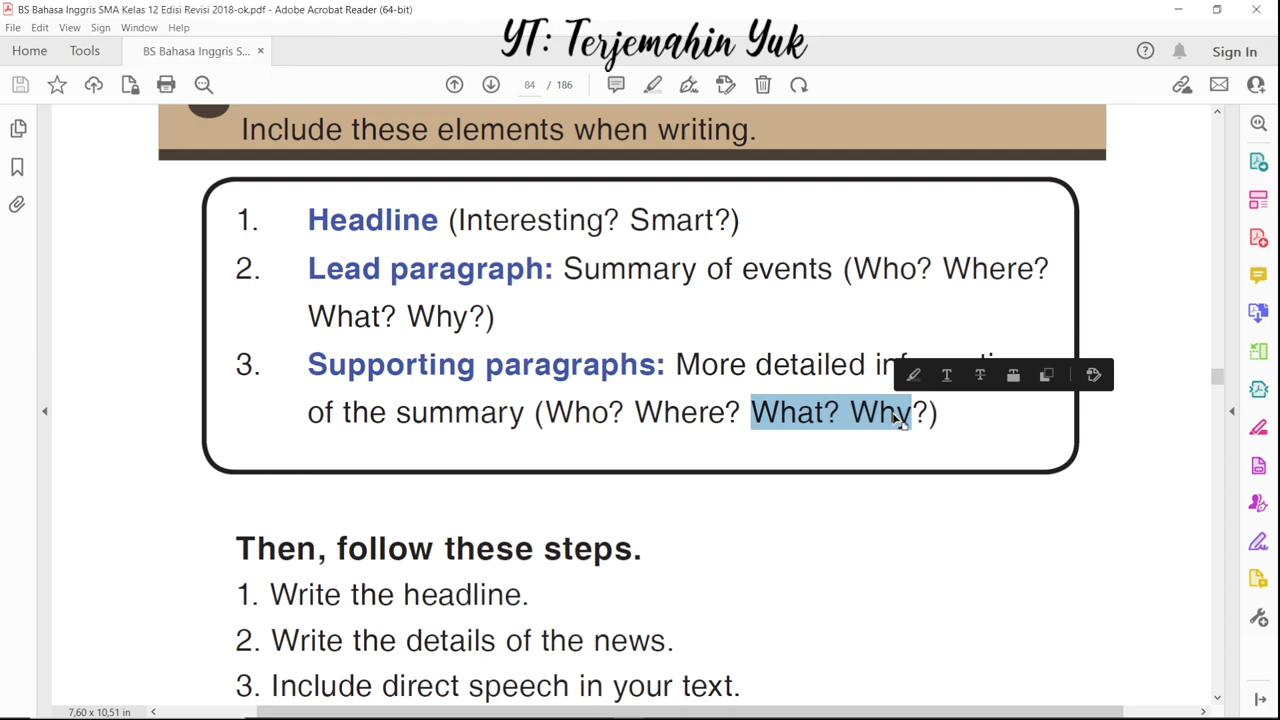 BS Bahasa Inggris SMA Kelas 12 Edisi Revisi 2018-ok.pdf - Adobe Acrobat Reader (64-bit)
YT: Terjemahin Yuk
File Edit View Sign Window Help
Home Tools BS Bahasa Inggris S... Sign In
84 / 186
Include these elements when writing.
1. Headline (Interesting? Smart?)
2. Lead paragraph: Summary of events (Who? Where?
What? Why?)
3. Supporting paragraphs: More detailed
of the summary (Who? Where? What? Why?)
Then, follow these steps.
1. Write the headline.
2. Write the details of the news.
3. Include direct speech in your text.
7,60 x 10,51 in